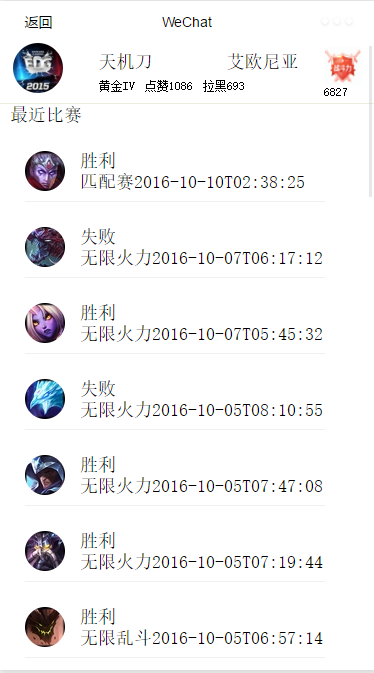 返回 WeChat
EDG
2015
天机刀 艾欧尼亚
黄金IV 点赞1086 拉黑693
战斗力
6827
最近比赛
胜利
匹配赛2016-10-10T02:38:25
失败
无限火力2016-10-07T06:17:12
胜利
无限火力2016-10-07T05:45:32
失败
无限火力2016-10-05T08:10:55
胜利
无限火力2016-10-05T07:47:08
胜利
无限火力2016-10-05T07:19:44
胜利
无限乱斗2016-10-05T06:57:14